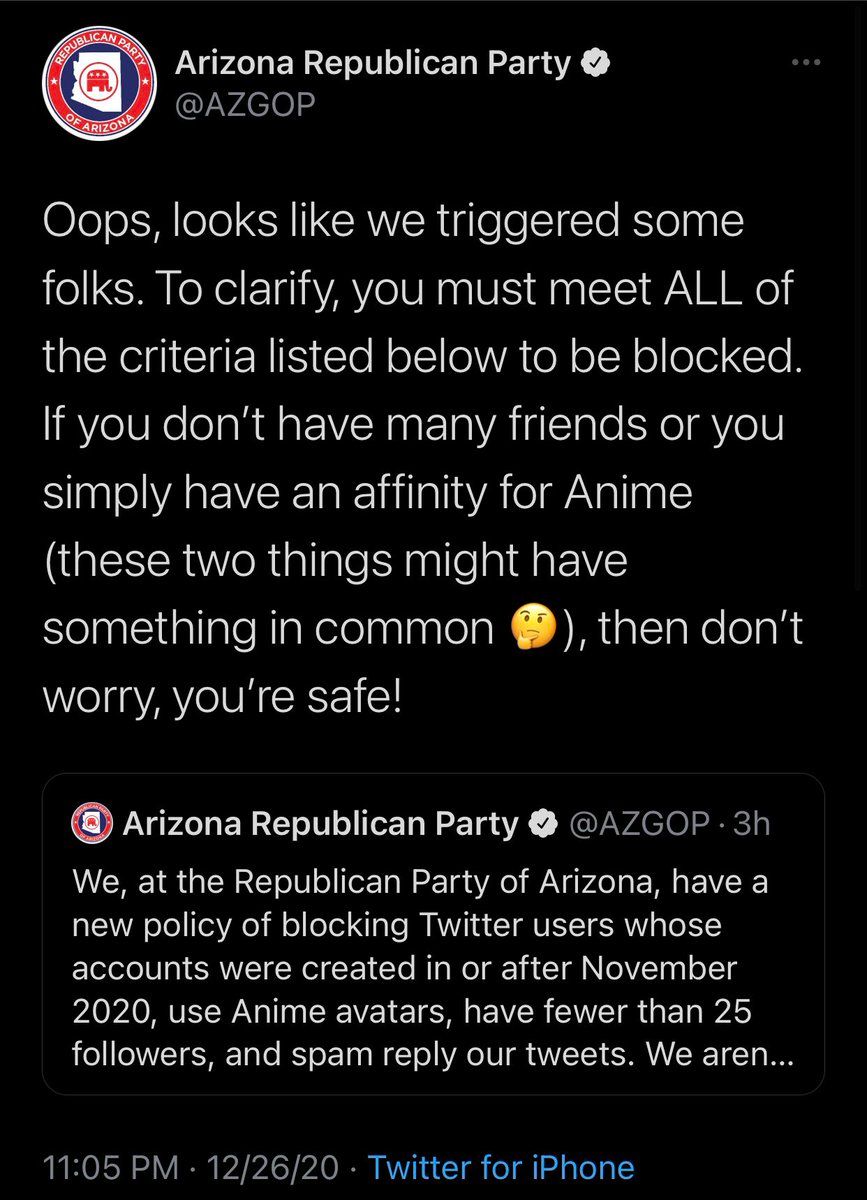 REPUBLICAN PARTY
OF ARIZONA
Arizona Republican Party
@AZGOP
Oops, looks like we triggered some
folks. To clarify, you must meet ALL of
the criteria listed below to be blocked.
If you don’t have many friends or you
simply have an affinity for Anime
(these two things might have
something in common 🤔), then don’t
worry, you’re safe!
Arizona Republican Party @AZGOP · 3h
We, at the Republican Party of Arizona, have a
new policy of blocking Twitter users whose
accounts were created in or after November
2020, use Anime avatars, have fewer than 25
followers, and spam reply our tweets. We aren...
11:05 PM · 12/26/20 · Twitter for iPhone